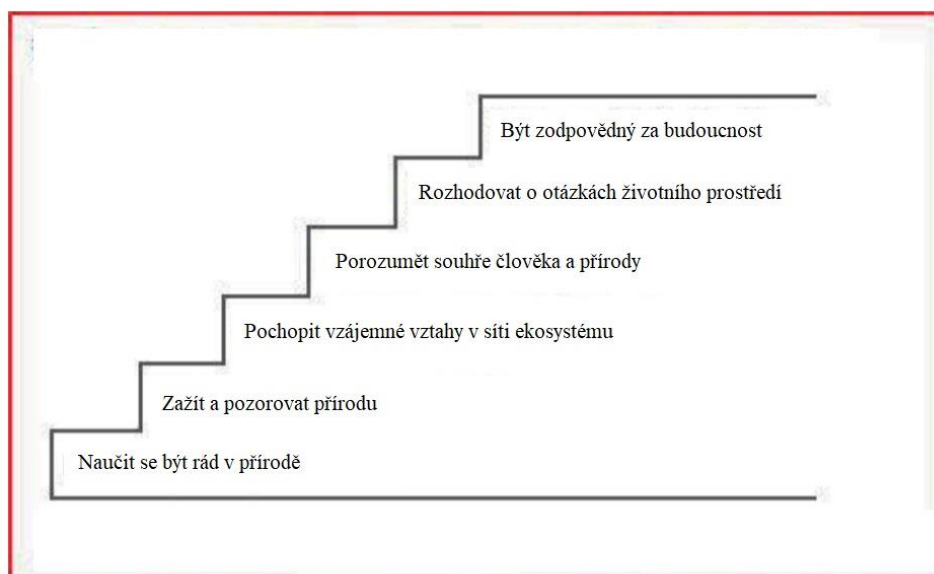 Být zodpovědný za budoucnost
Rozhodovat o otázkách životního prostředí
Porozumět souhře člověka a přírody
Pochopit vzájemné vztahy v síti ekosystému
Zažít a pozorovat přírodu
Naučit se být rád v přírodě